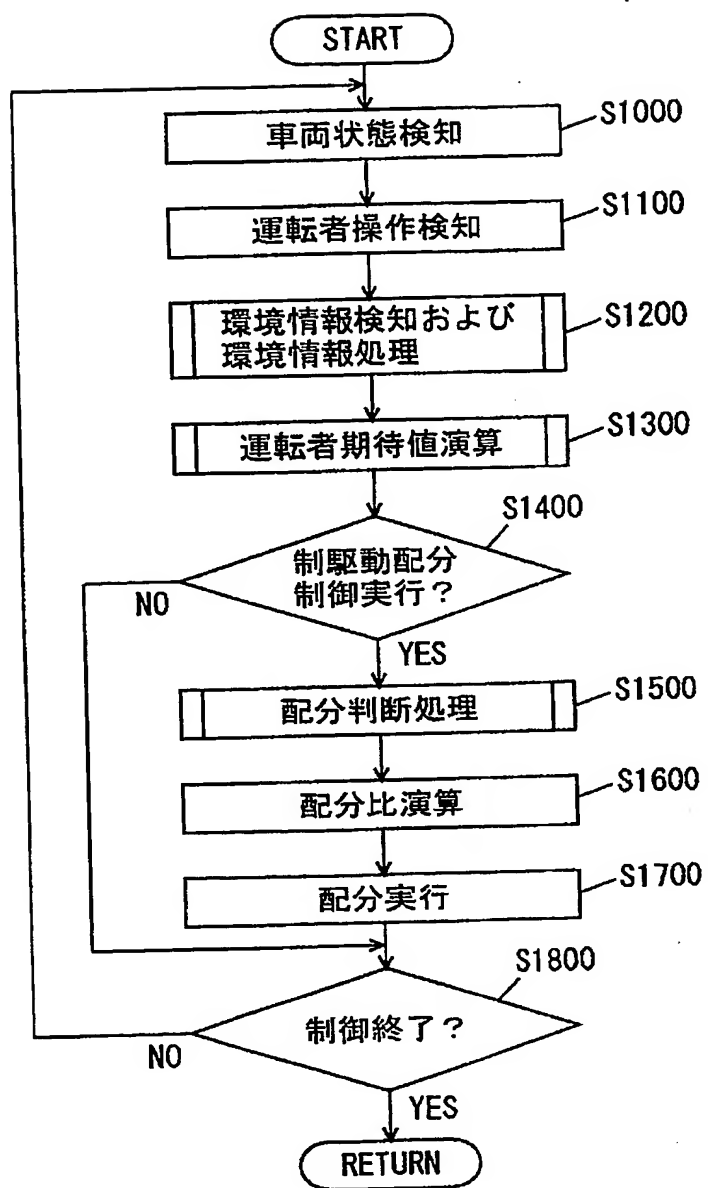 START
車両状態検知
S1000
運転者操作検知
S1100
環境情報検知および
環境情報処理
S1200
運転者期待値演算
S1300
制駆動配分
制御実行?
S1400
NO
YES
配分判断処理
S1500
配分比演算
S1600
配分実行
S1700
制御終了?
S1800
NO
YES
RETURN